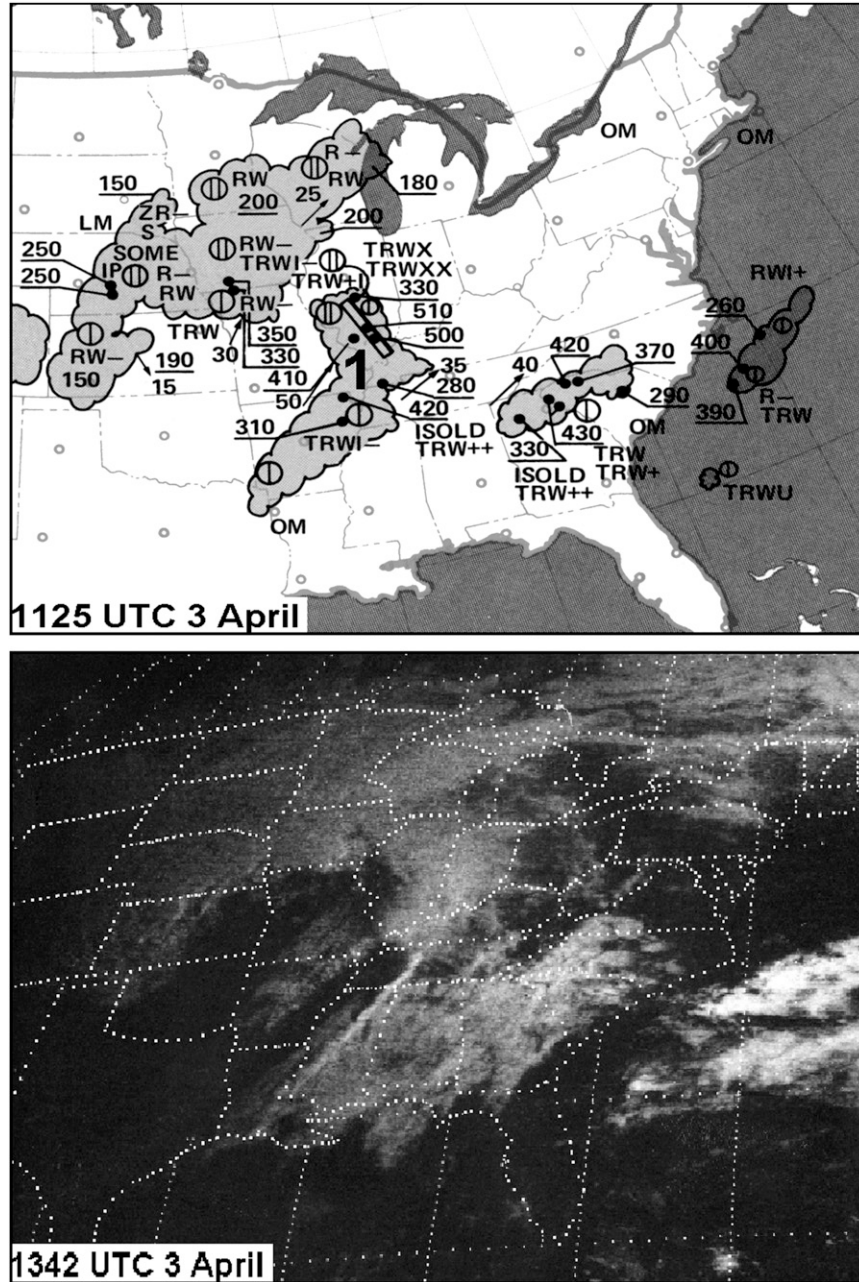 OM
OM
R—
RW
RW
25
200
180
150
ZR—
LM
S—
200
SOME
IP
R—
RW
RW—
TRWI—
TRWX
TRWXX
TRW+I
RWI+
250
250
330
260
RW—
TRW
350
510
500
30
330
190
RW—
150
15
410
50
1
35
280
40
420
370
400
310
420
290
R—
TRW
390
TRWI—
ISOLD
TRW++
330
430
OM
TRW
TRW+
ISOLD
TRW++
TRWU
OM
1125 UTC 3 April
1342 UTC 3 April